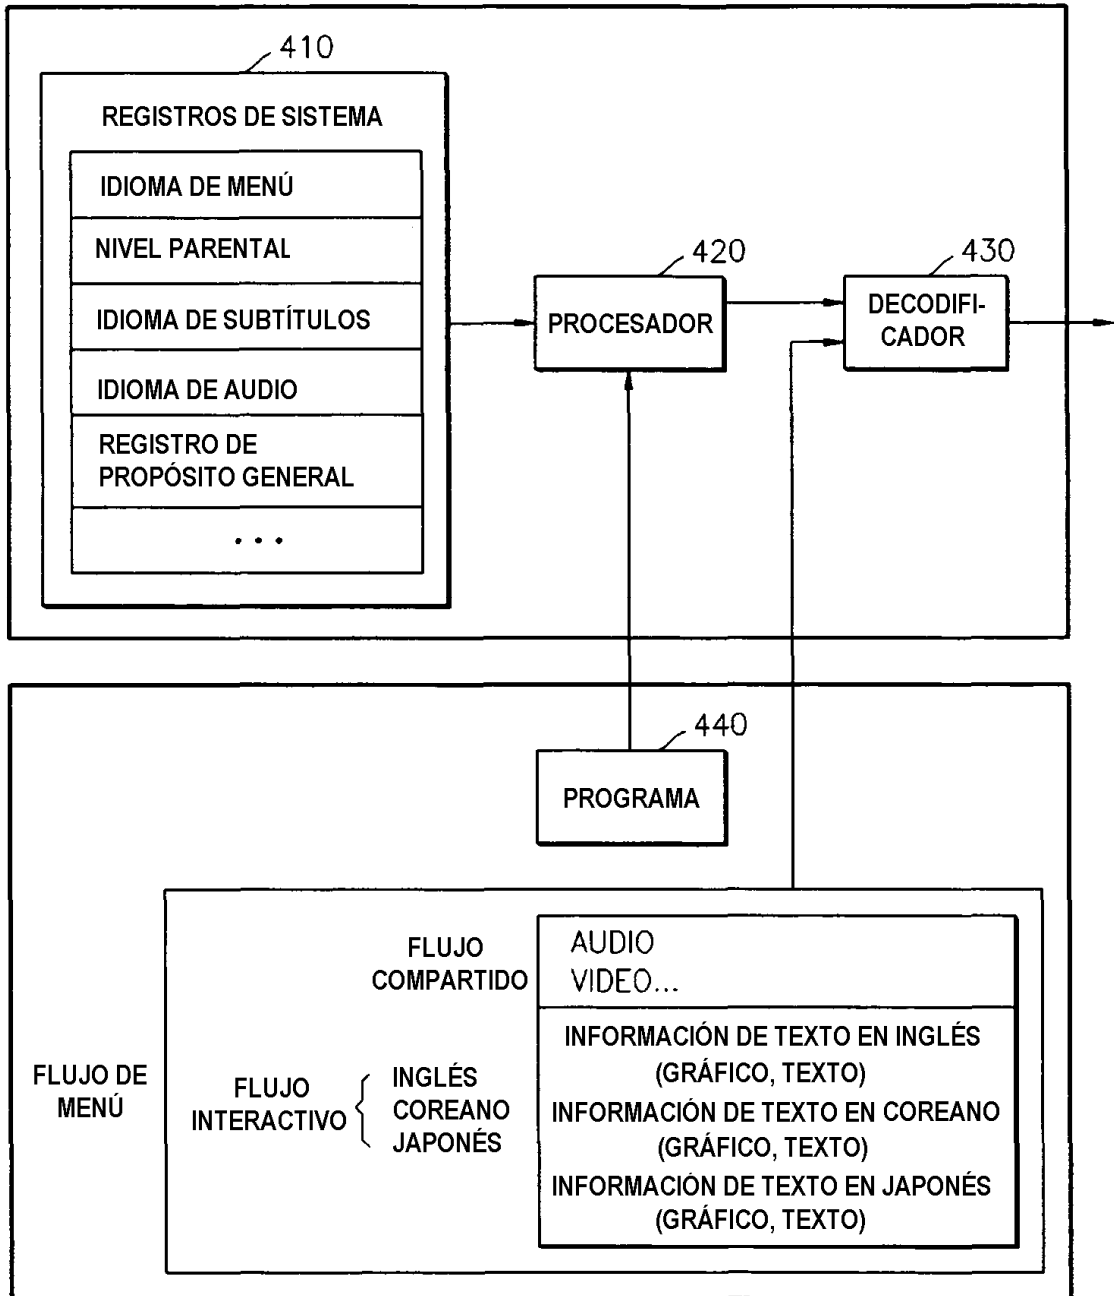 410
REGISTROS DE SISTEMA
IDIOMA DE MENÚ
NIVEL PARENTAL
IDIOMA DE SUBTÍTULOS
IDIOMA DE AUDIO
REGISTRO DE
PROPÓSITO GENERAL
...
420
PROCESADOR
430
DECODIFI-
CADOR
440
PROGRAMA
FLUJO DE
MENÚ
FLUJO
COMPARTIDO
AUDIO
VIDEO...
FLUJO
INTERACTIVO
INGLÉS
COREANO
JAPONÉS
INFORMACIÓN DE TEXTO EN INGLÉS
(GRÁFICO, TEXTO)
INFORMACIÓN DE TEXTO EN COREANO
(GRÁFICO, TEXTO)
INFORMACIÓN DE TEXTO EN JAPONÉS
(GRÁFICO, TEXTO)